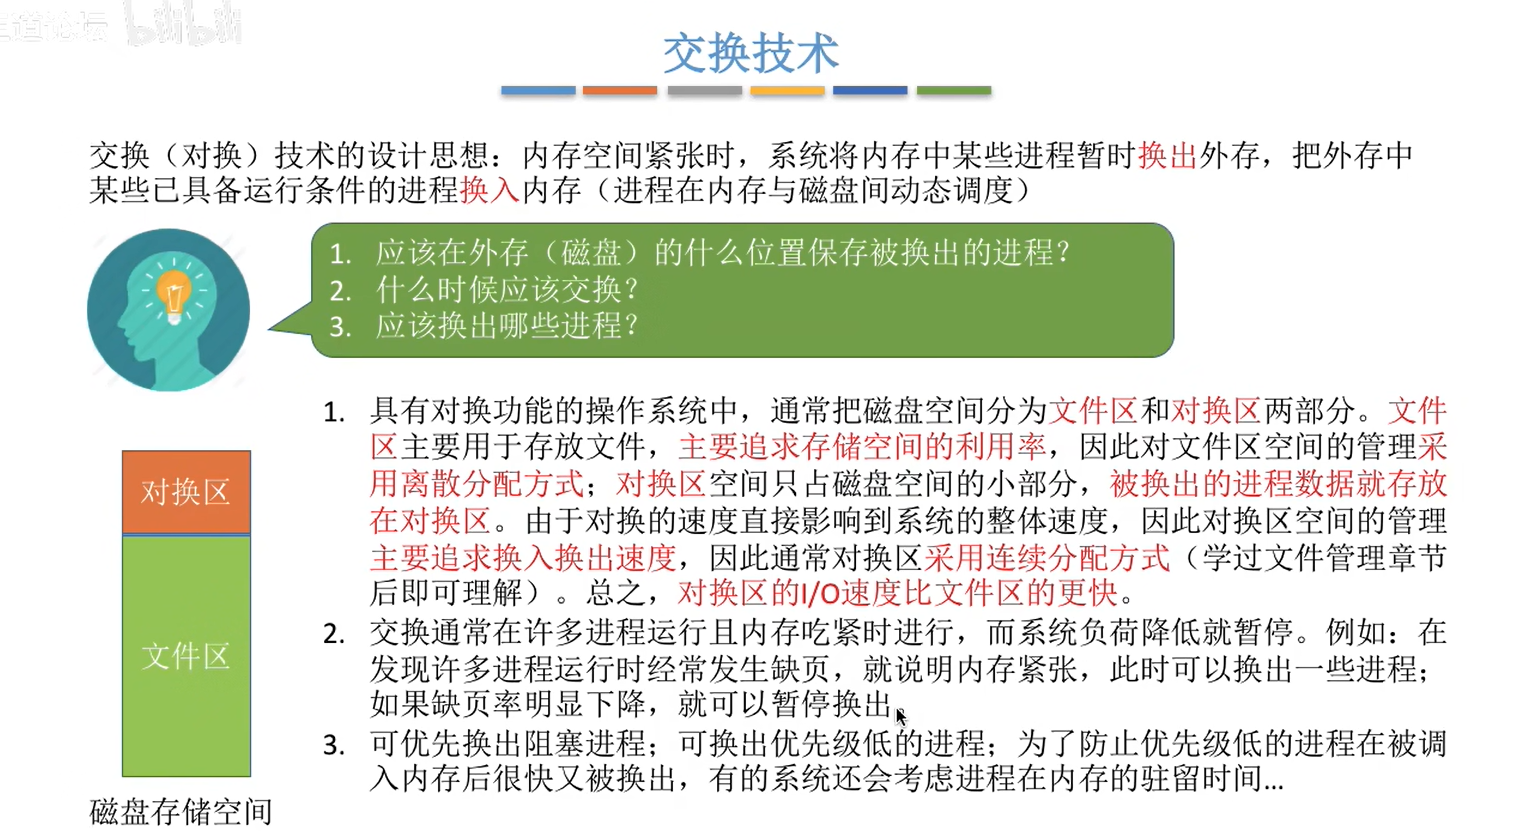 道论坛 bilibili
交换技术
交换（对换）技术的设计思想：内存空间紧张时，系统将内存中某些进程暂时换出外存，把外存中
某些已具备运行条件的进程换入内存（进程在内存与磁盘间动态调度）
1. 应该在外存（磁盘）的什么位置保存被换出的进程？
2. 什么时候应该交换？
3. 应该换出哪些进程？
1. 具有对换功能的操作系统中，通常把磁盘空间分为文件区和对换区两部分。文件
区主要用于存放文件，主要追求存储空间的利用率，因此对文件区空间的管理采
用离散分配方式；对换区空间只占磁盘空间的小部分，被换出的进程数据就存放
在对换区。由于对换的速度直接影响到系统的整体速度，因此对换区空间的管理
主要追求换入换出速度，因此通常对换区采用连续分配方式（学过文件管理章节
后即可理解）。总之，对换区的I/O速度比文件区的更快。
2. 交换通常在许多进程运行且内存吃紧时进行，而系统负荷降低就暂停。例如：在
发现许多进程运行时经常发生缺页，就说明内存紧张，此时可以换出一些进程；
如果缺页率明显下降，就可以暂停换出。
3. 可优先换出阻塞进程；可换出优先级低的进程；为了防止优先级低的进程在被调
入内存后很快又被换出，有的系统还会考虑进程在内存的驻留时间…
对换区
文件区
磁盘存储空间